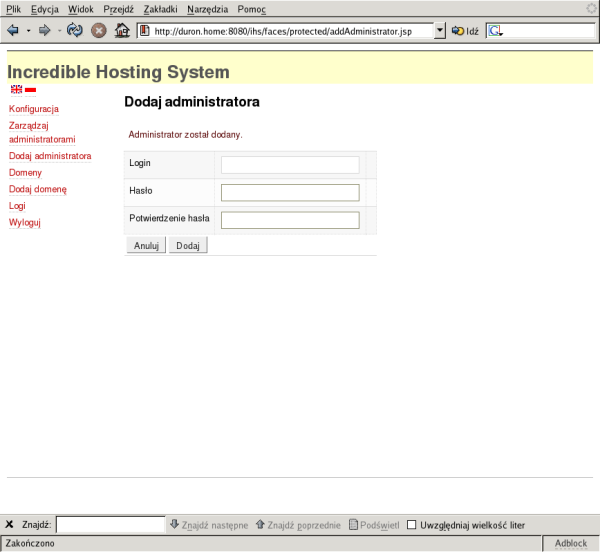 Plik Edycja Widok Przejdź Zakładki Narzędzia Pomoc
http://duron.home:8080/ihs/faces/protected/addAdministrator.jsp Idź
Incredible Hosting System
Dodaj administratora
Konfiguracja
Zarządzaj
administratorami
Dodaj administratora
Domeny
Dodaj domenę
Logi
Wyloguj
Administrator został dodany.
Login
Hasło
Potwierdzenie hasła
Anuluj Dodaj
Znajdź: Znajdź następne Znajdź poprzednie Podświetl Uwzględniaj wielkość liter
Zakończono Adblock